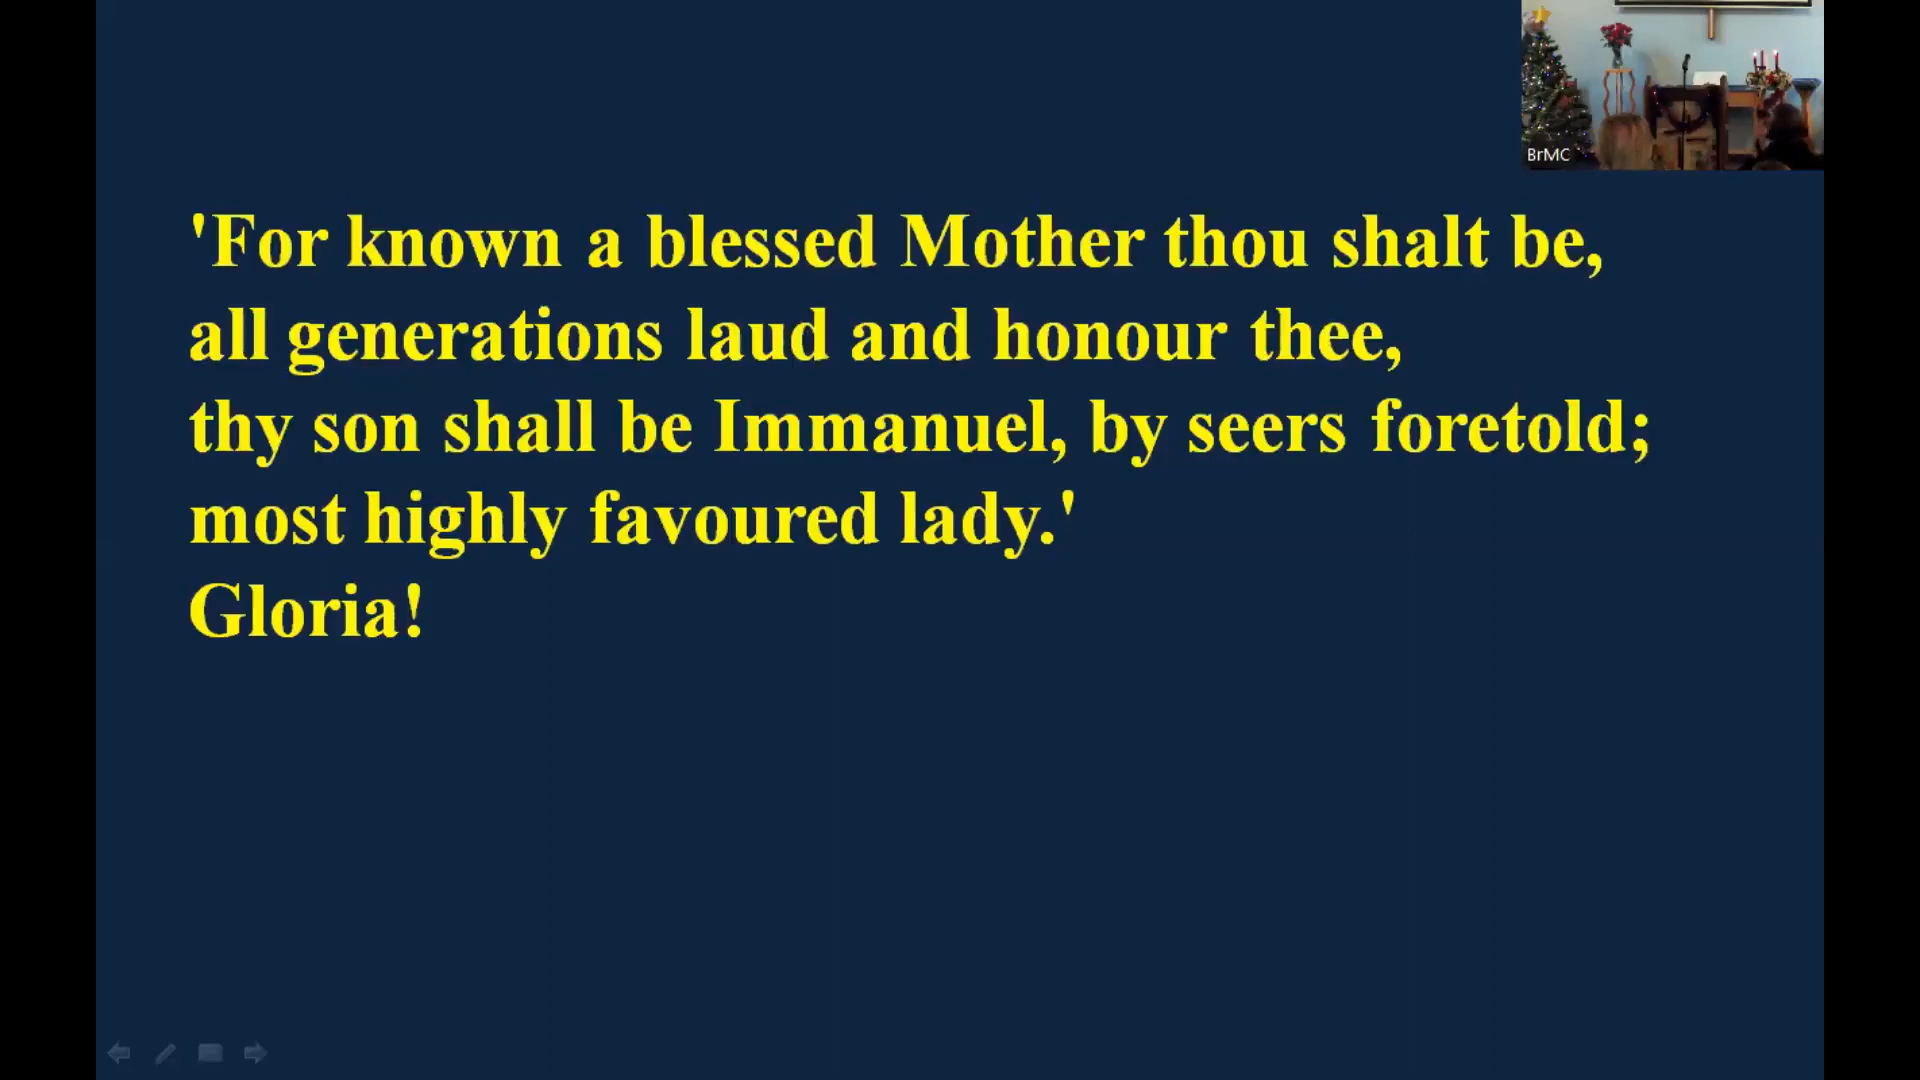 BrMC
'For known a blessed Mother thou shalt be,
all generations laud and honour thee,
thy son shall be Immanuel, by seers foretold;
most highly favoured lady.'
Gloria!